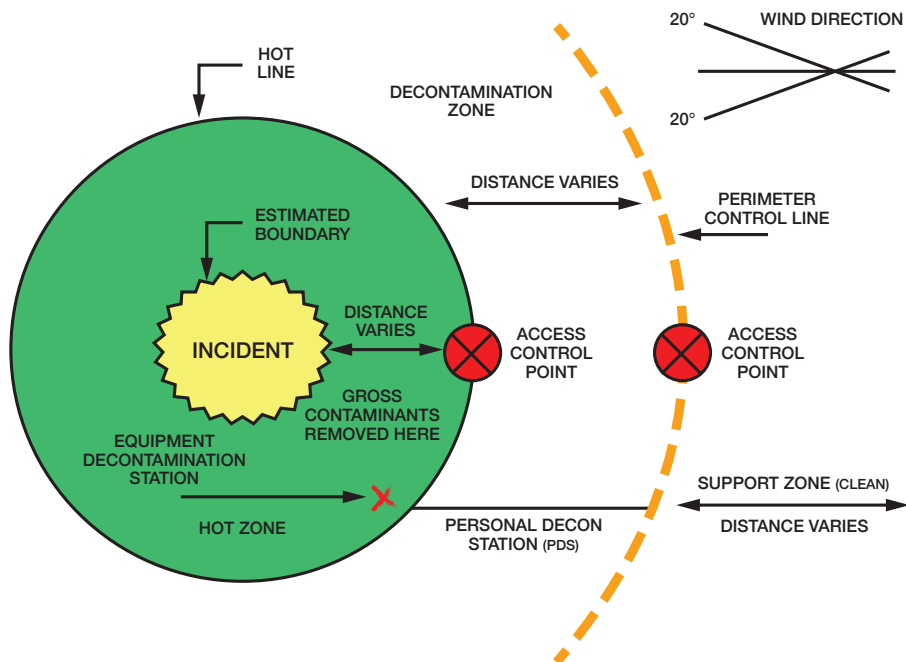 20°
WIND DIRECTION
20°
HOT
LINE
DECONTAMINATION
ZONE
DISTANCE VARIES
PERIMETER
CONTROL LINE
ESTIMATED
BOUNDARY
DISTANCE
VARIES
INCIDENT
ACCESS
CONTROL
POINT
ACCESS
CONTROL
POINT
GROSS
CONTAMINANTS
REMOVED HERE
EQUIPMENT
DECONTAMINATION
STATION
HOT ZONE
PERSONAL DECON
STATION (PDS)
SUPPORT ZONE (CLEAN)
DISTANCE VARIES